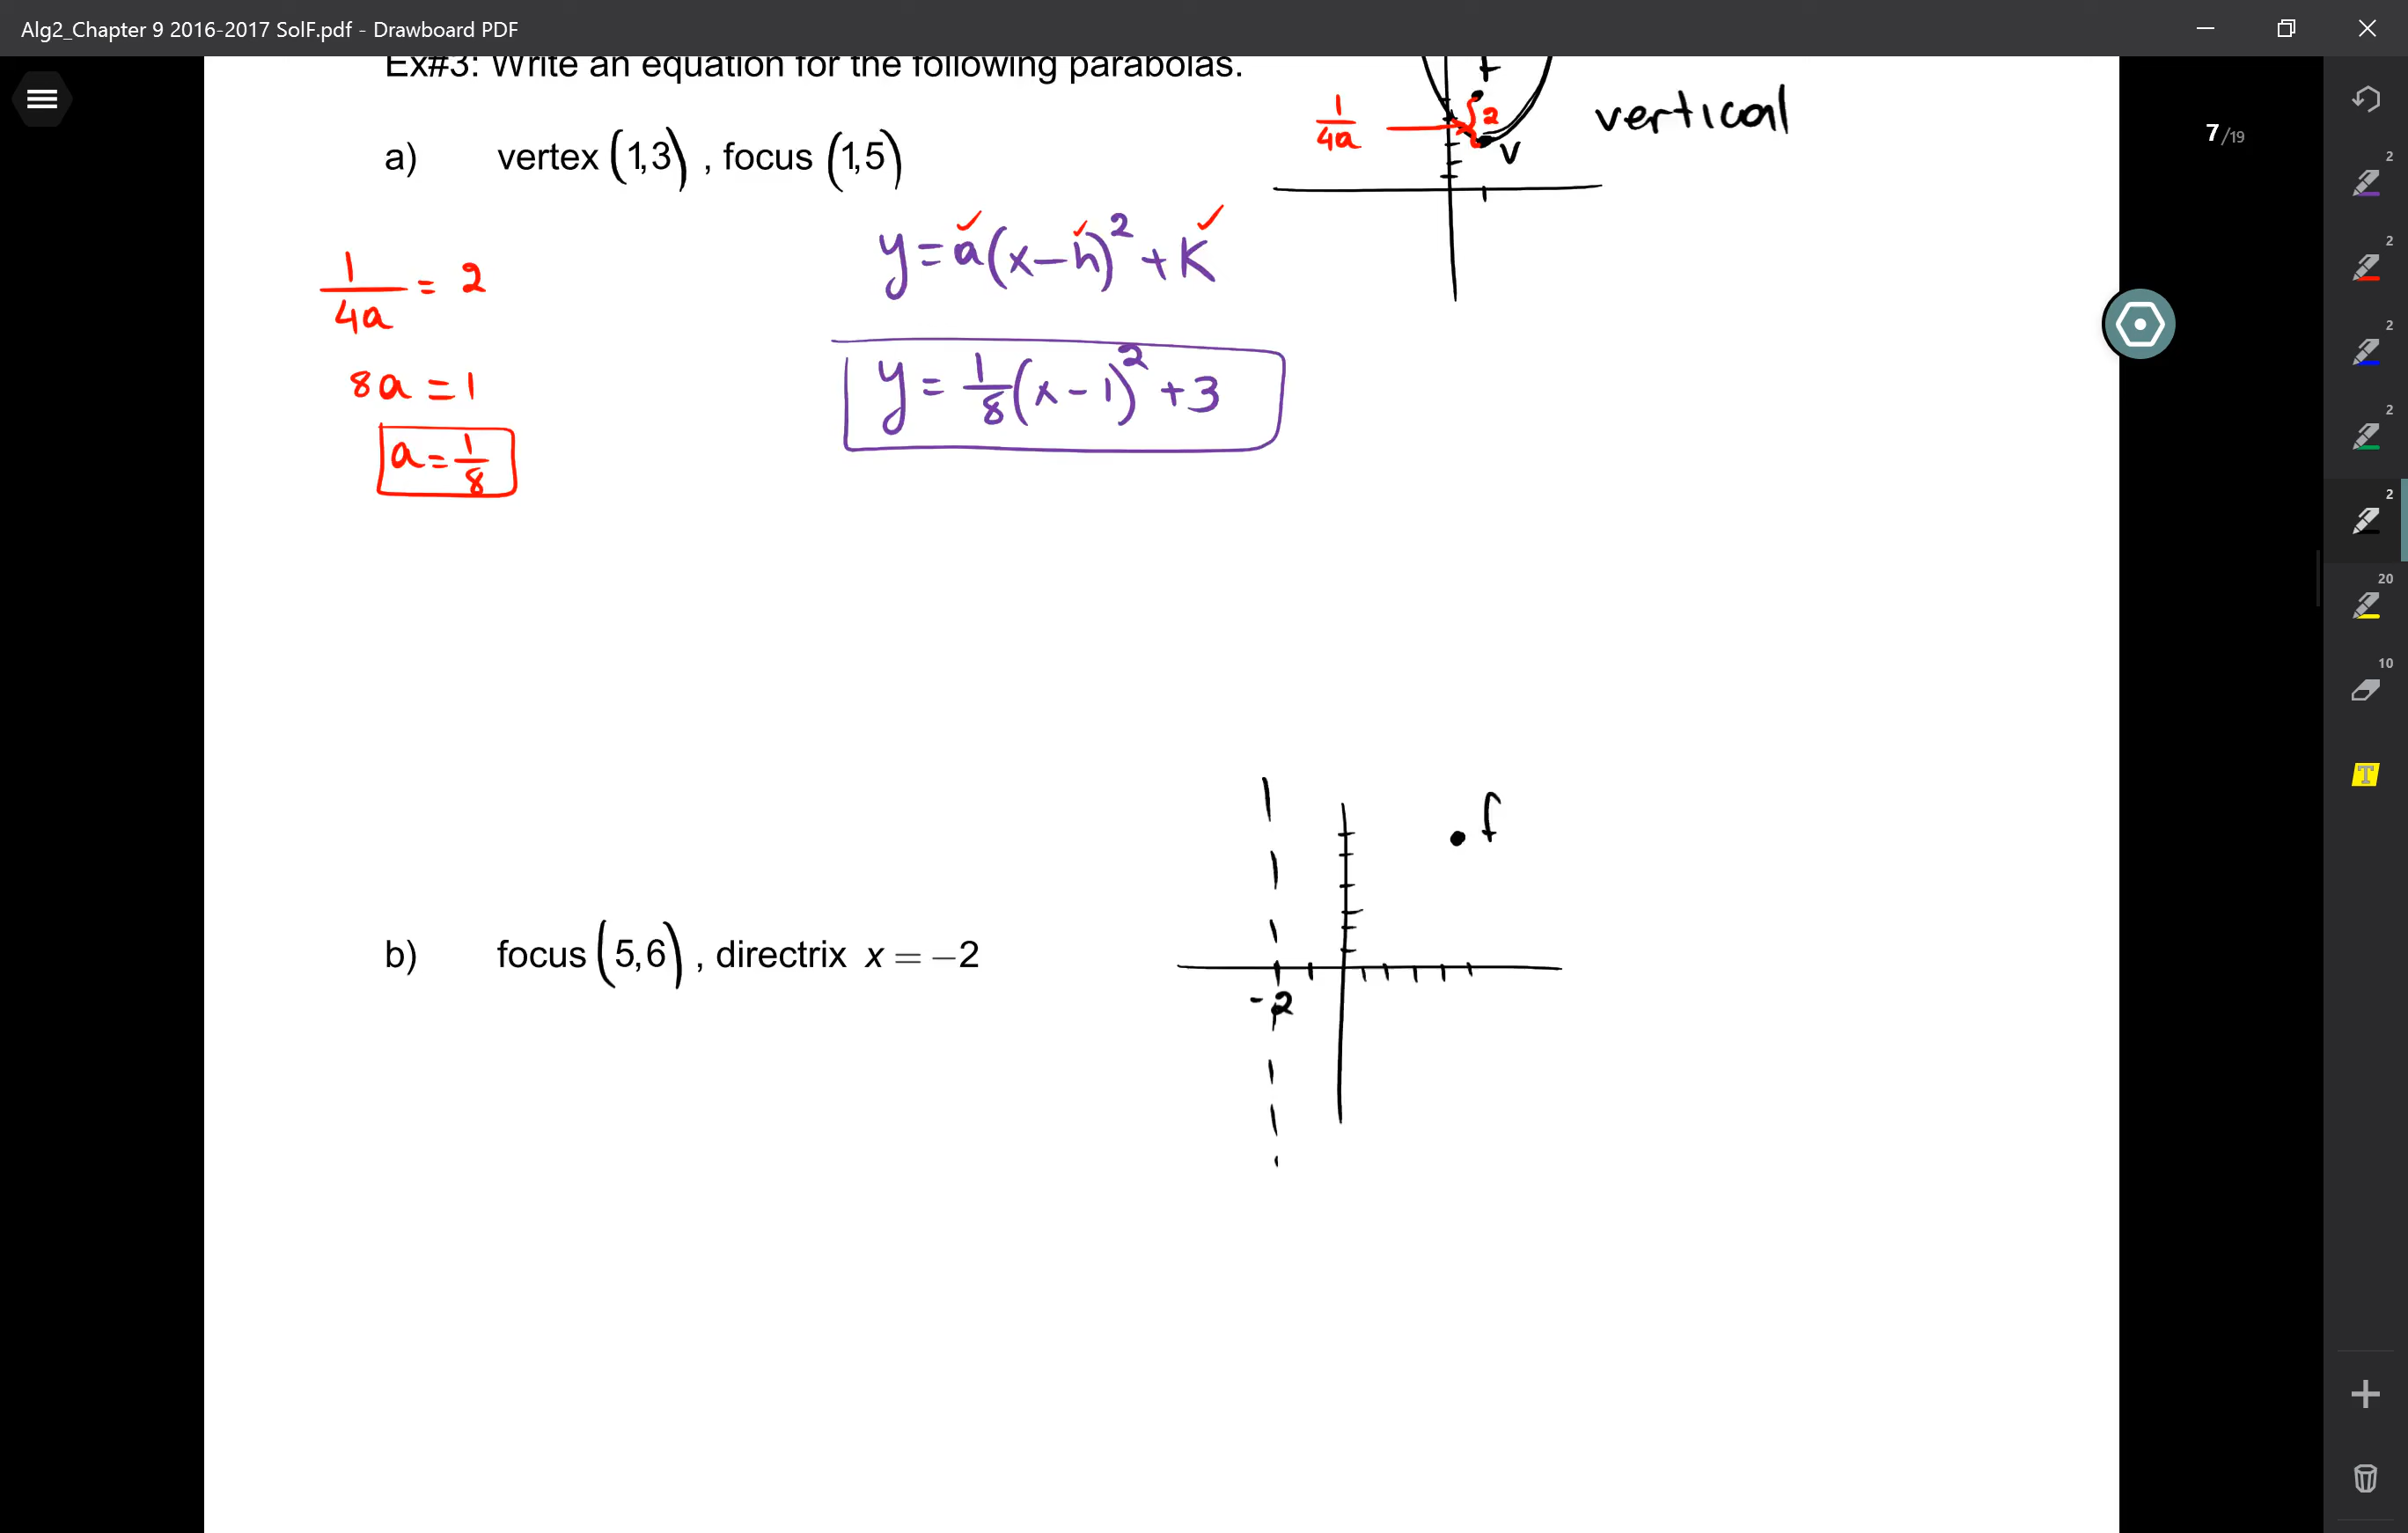 Alg2_Chapter 9 2016-2017 SolF.pdf - Drawboard PDF
Ex#3: Write an equation for the following parabolas.
f
1/4a
2
vertical
7/19
a) vertex (1,3) , focus (1,5)
v
y = a(x-h)² + k
1/4a = 2
y = 1/8(x-1)² + 3
8a = 1
a = 1/8
f
b) focus (5,6) , directrix x = −2
-2
2
2
2
2
2
20
10
T